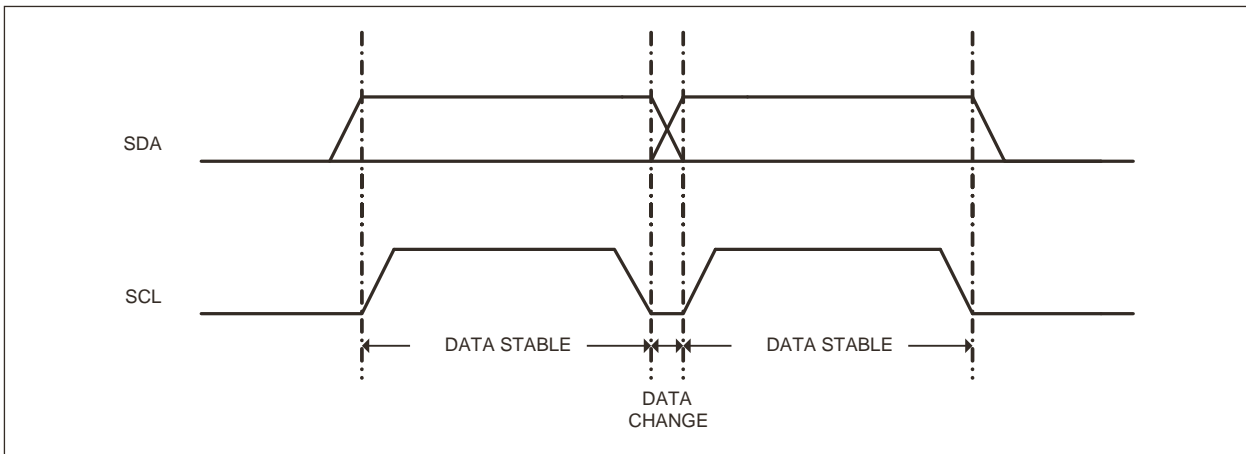 SDA
SCL
DATA STABLE
DATA STABLE
DATA
CHANGE